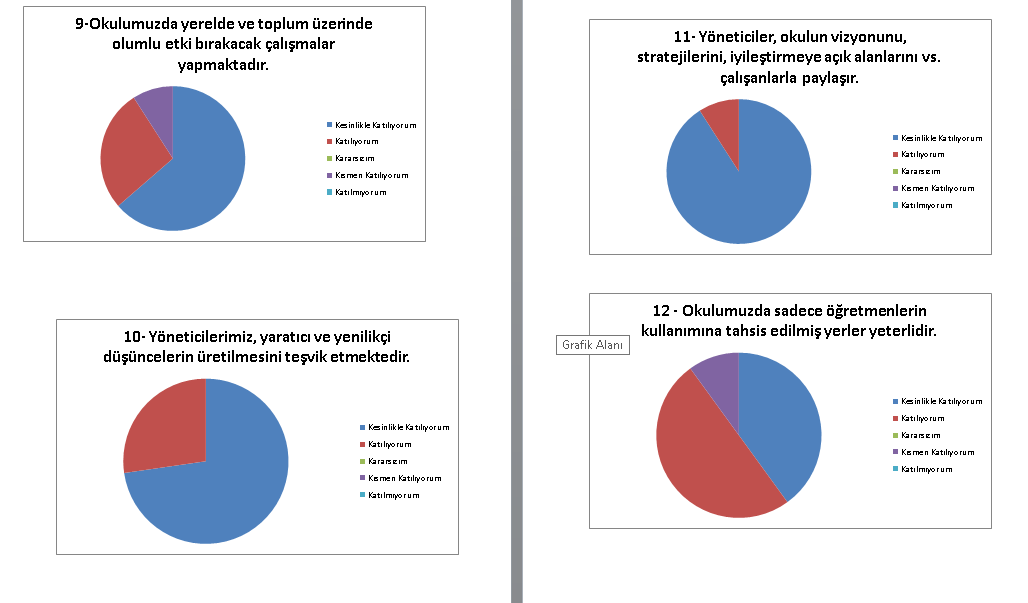 9-Okulumuzda yerelde ve toplum üzerinde
olumlu etki bırakacak çalışmalar
yapmaktadır.
Kesinlikle Katılıyorum
Katılıyorum
Kararsızım
Kısmen Katılıyorum
Katılmıyorum
10- Yöneticilerimiz, yaratıcı ve yenilikçi
düşüncelerin üretilmesini teşvik etmektedir.
Kesinlikle Katılıyorum
Katılıyorum
Kararsızım
Kısmen Katılıyorum
Katılmıyorum
11- Yöneticiler, okulun vizyonunu,
stratejilerini, iyileştirmeye açık alanlarını vs.
çalışanlarla paylaşır.
Kesinlikle Katılıyorum
Katılıyorum
Kararsızım
Kısmen Katılıyorum
Katılmıyorum
12 - Okulumuzda sadece öğretmenlerin
kullanımına tahsis edilmiş yerler yeterlidir.
Grafik Alanı
Kesinlikle Katılıyorum
Katılıyorum
Kararsızım
Kısmen Katılıyorum
Katılmıyorum